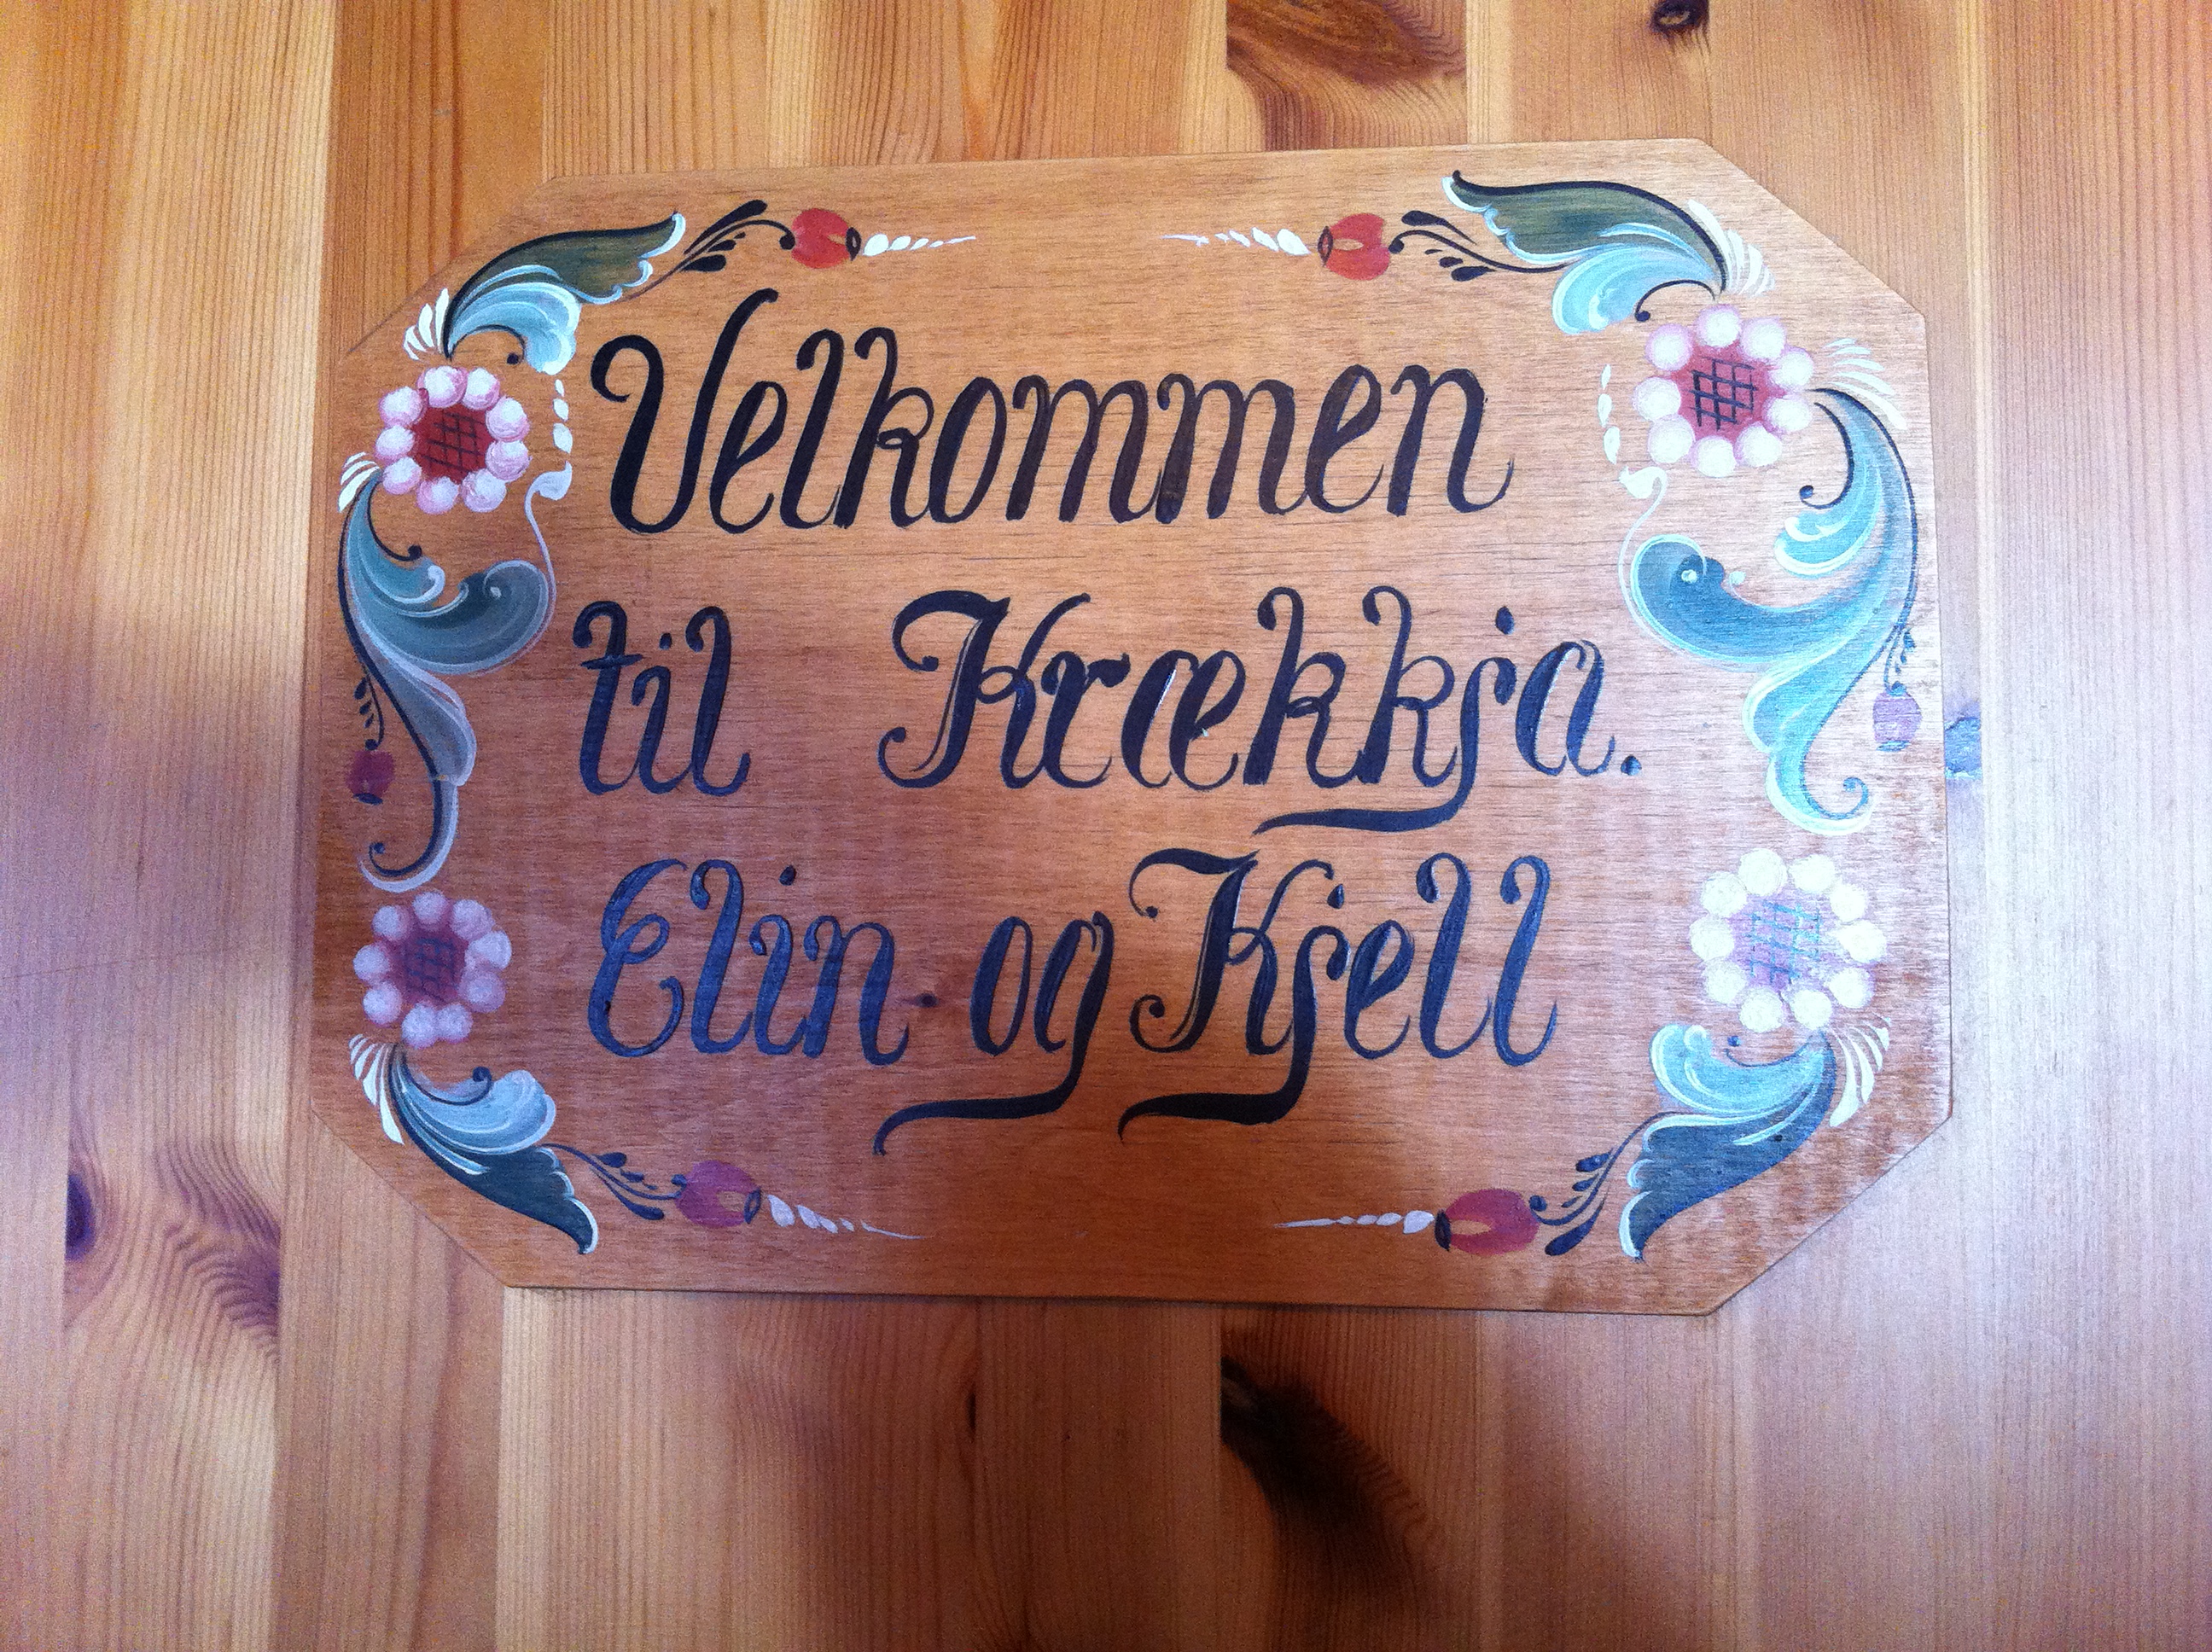 Velkommen
til Krækkja.
Elin og Kjell